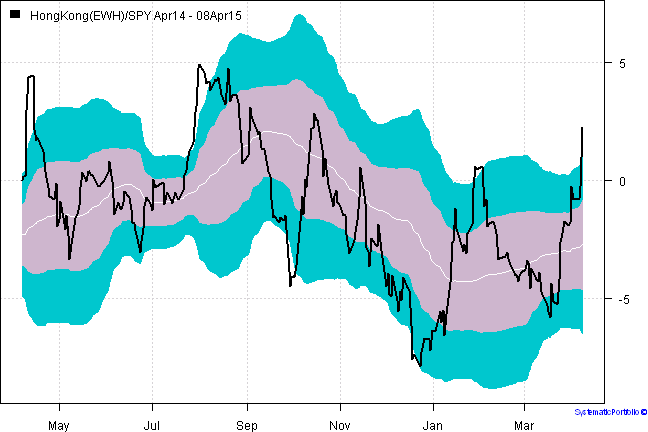 HongKong(EWH)/SPY Apr14 - 08Apr15
5
0
-5
May Jul Sep Nov Jan Mar
SystematicPortfolio ©